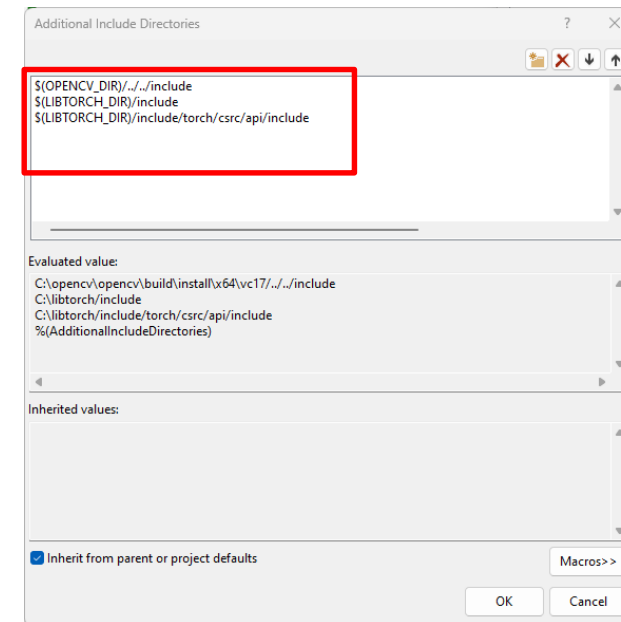 Additional Include Directories
? ×
$(OPENCV_DIR)/../../include
$(LIBTORCH_DIR)/include
$(LIBTORCH_DIR)/include/torch/csrc/api/include
Evaluated value:
C:\opencv\opencv\build\install\x64\vc17/../../include
C:\libtorch/include
C:\libtorch/include/torch/csrc/api/include
%(AdditionalIncludeDirectories)
Inherited values:
Inherit from parent or project defaults
Macros>>
OK Cancel